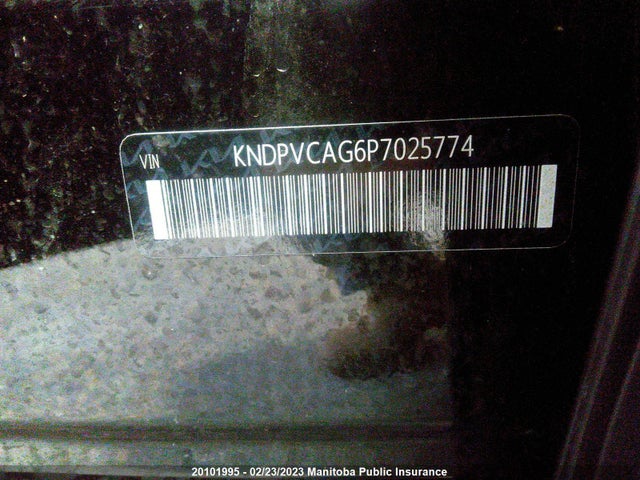 VIN KNDPVCAG6P7025774
20101995 - 02/23/2023 Manitoba Public Insurance